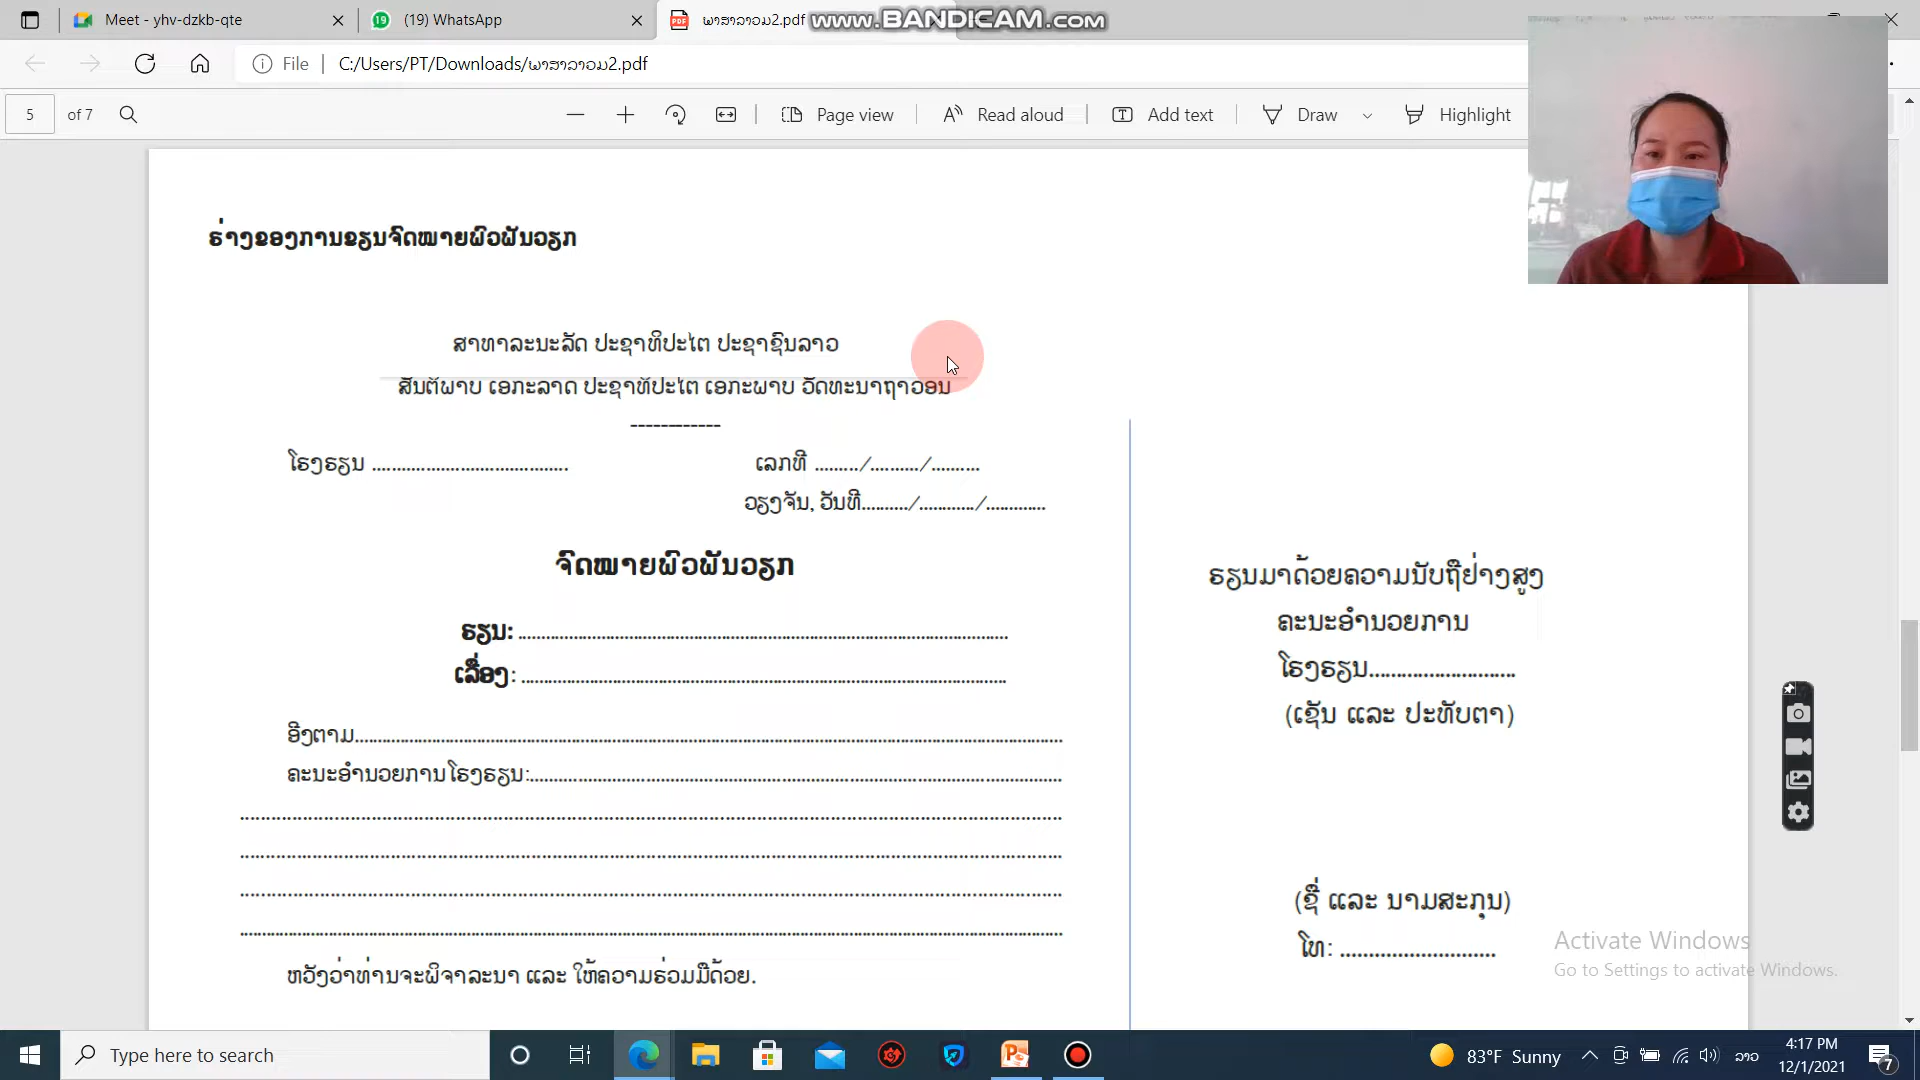 Meet - yhv-dzkb-qte
(19) WhatsApp
ພາສາລາວມ2.pdf
www.BANDICAM.com
File
C:/Users/PT/Downloads/ພາສາລາວມ2.pdf
5 of 7
Page view
Read aloud
Add text
Draw
Highlight
ຮ່າງຂອງການຂຽນຈົດໝາຍພົວພັນວຽກ
ສາທາລະນະລັດ ປະຊາທິປະໄຕ ປະຊາຊົນລາວ
ສັນຕິພາບ ເອກະລາດ ປະຊາທິປະໄຕ ເອກະພາບ ວັດທະນາຖາວອນ
------------
ໂຮງຮຽນ ........................................
ເລກທີ ........./........../..........
ວຽງຈັນ, ວັນທີ........../............/.............
ຈົດໝາຍພົວພັນວຽກ
ຮຽນ: ....................................................................................................
ເລື່ອງ: ....................................................................................................
ອີງຕາມ................................................................................................................................................
ຄະນະອຳນວຍການໂຮງຮຽນ:.............................................................................................................
........................................................................................................................................................................
........................................................................................................................................................................
........................................................................................................................................................................
........................................................................................................................................................................
ຫວັງວ່າທ່ານຈະພິຈາລະນາ ແລະ ໃຫ້ຄວາມຮ່ວມມືດ້ວຍ.
ຮຽນມາດ້ວຍຄວາມນັບຖືຢ່າງສູງ
ຄະນະອຳນວຍການ
ໂຮງຮຽນ..........................
(ເຊັນ ແລະ ປະທັບຕາ)
(ຊື່ ແລະ ນາມສະກຸນ)
ໂທ: ............................
Activate Windows
Go to Settings to activate Windows.
Type here to search
83°F Sunny
ລາວ
4:17 PM
12/1/2021
7